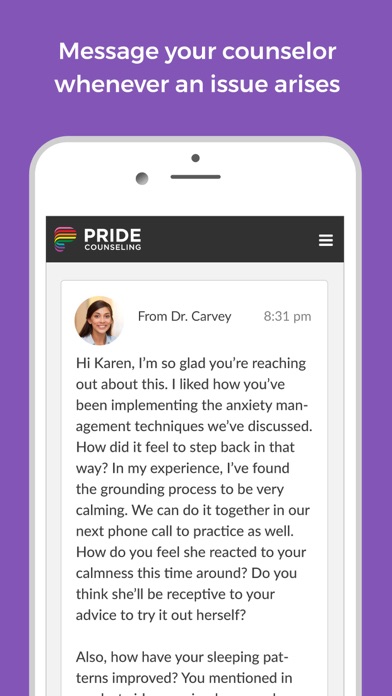 Message your counselor
whenever an issue arises
PRIDE
COUNSELING
From Dr. Carvey 8:31 pm
Hi Karen, I'm so glad you're reaching
out about this. I liked how you've
been implementing the anxiety man-
agement techniques we've discussed.
How did it feel to step back in that
way? In my experience, I've found
the grounding process to be very
calming. We can do it together in our
next phone call to practice as well.
How do you feel she reacted to your
calmness this time around? Do you
think she'll be receptive to your
advice to try it out herself?
Also, how have your sleeping pat-
terns improved? You mentioned in